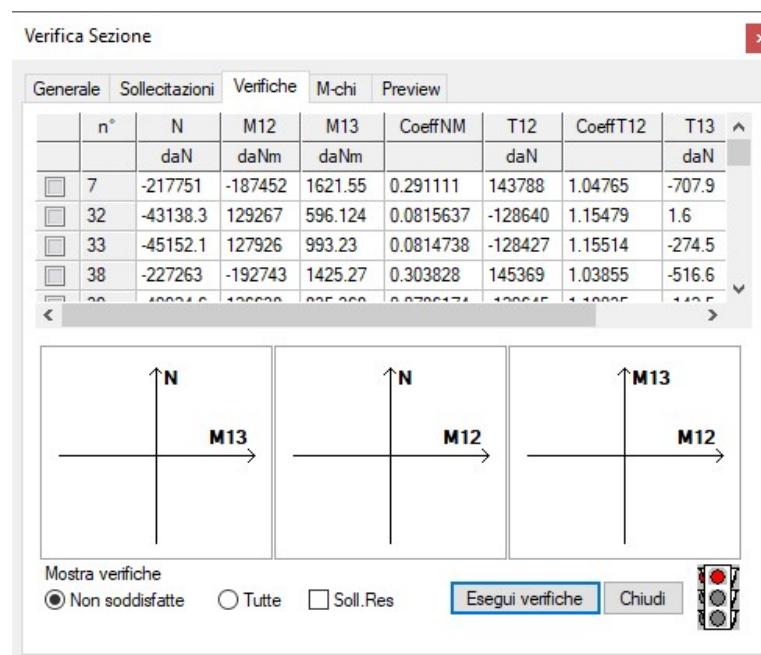 Verifica Sezione
x
Generale Sollecitazioni Verifiche M-chi Preview
n° N M12 M13 CoeffNM T12 CoeffT12 T13
daN daNm daNm daN daN
7 -217751 -187452 1621.55 0.291111 143788 1.04765 -707.9
32 -43138.3 129267 596.124 0.0815637 -128640 1.15479 1.6
33 -45152.1 127926 993.23 0.0814738 -128427 1.15514 -274.5
38 -227263 -192743 1425.27 0.303828 145369 1.03855 -516.6
N N M13
M13 M12 M12
Mostra verifiche
Non soddisfatte Tutte Soll.Res Esegui verifiche Chiudi